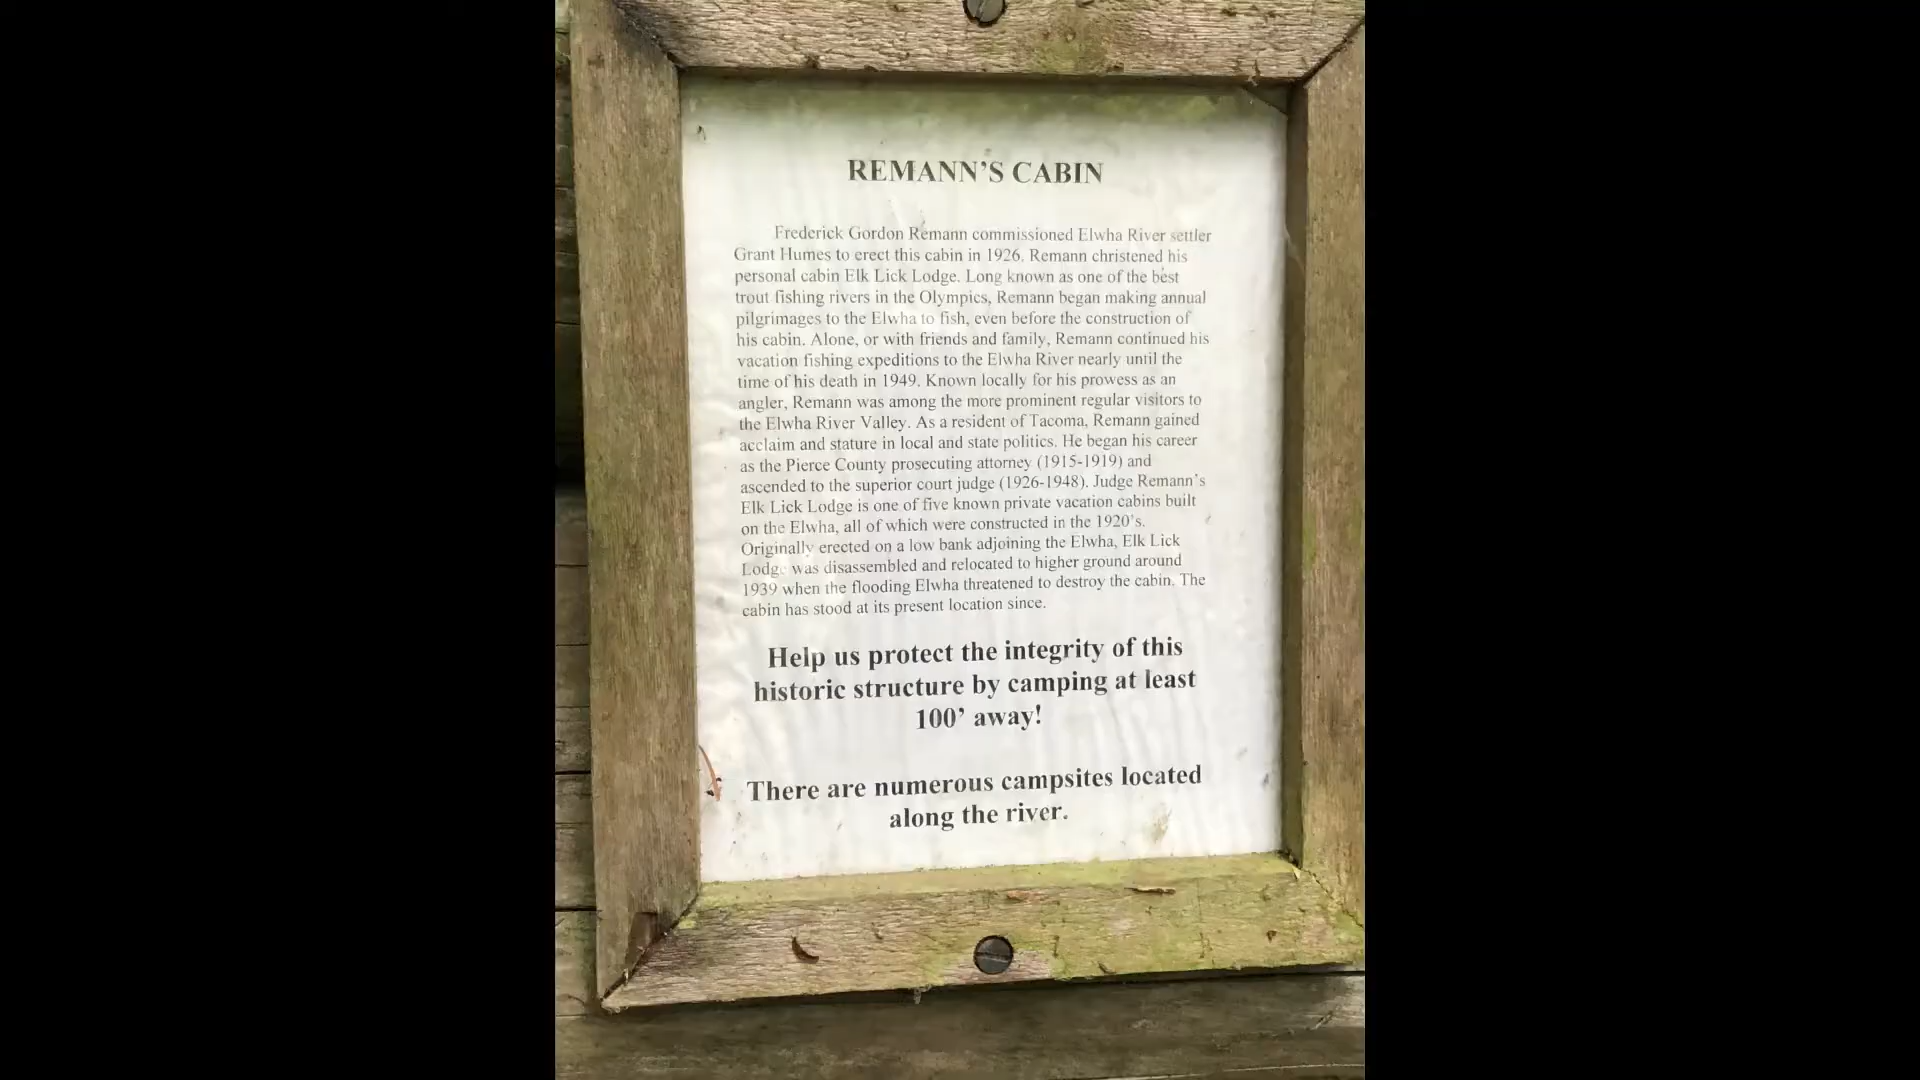 REMANN'S CABIN
Frederick Gordon Remann commissioned Elwha River settler
Grant Humes to erect this cabin in 1926. Remann christened his
personal cabin Elk Lick Lodge. Long known as one of the best
trout fishing rivers in the Olympics, Remann began making annual
pilgrimages to the Elwha to fish, even before the construction of
his cabin. Alone, or with friends and family, Remann continued his
vacation fishing expeditions to the Elwha River nearly until the
time of his death in 1949. Known locally for his prowess as an
angler, Remann was among the more prominent regular visitors to
the Elwha River Valley. As a resident of Tacoma, Remann gained
acclaim and stature in local and state politics. He began his career
as the Pierce County prosecuting attorney (1915-1919) and
ascended to the superior court judge (1926-1948). Judge Remann's
Elk Lick Lodge is one of five known private vacation cabins built
on the Elwha, all of which were constructed in the 1920's.
Originally erected on a low bank adjoining the Elwha, Elk Lick
Lodge was disassembled and relocated to higher ground around
1939 when the flooding Elwha threatened to destroy the cabin. The
cabin has stood at its present location since.
Help us protect the integrity of this
historic structure by camping at least
100' away!
There are numerous campsites located
along the river.